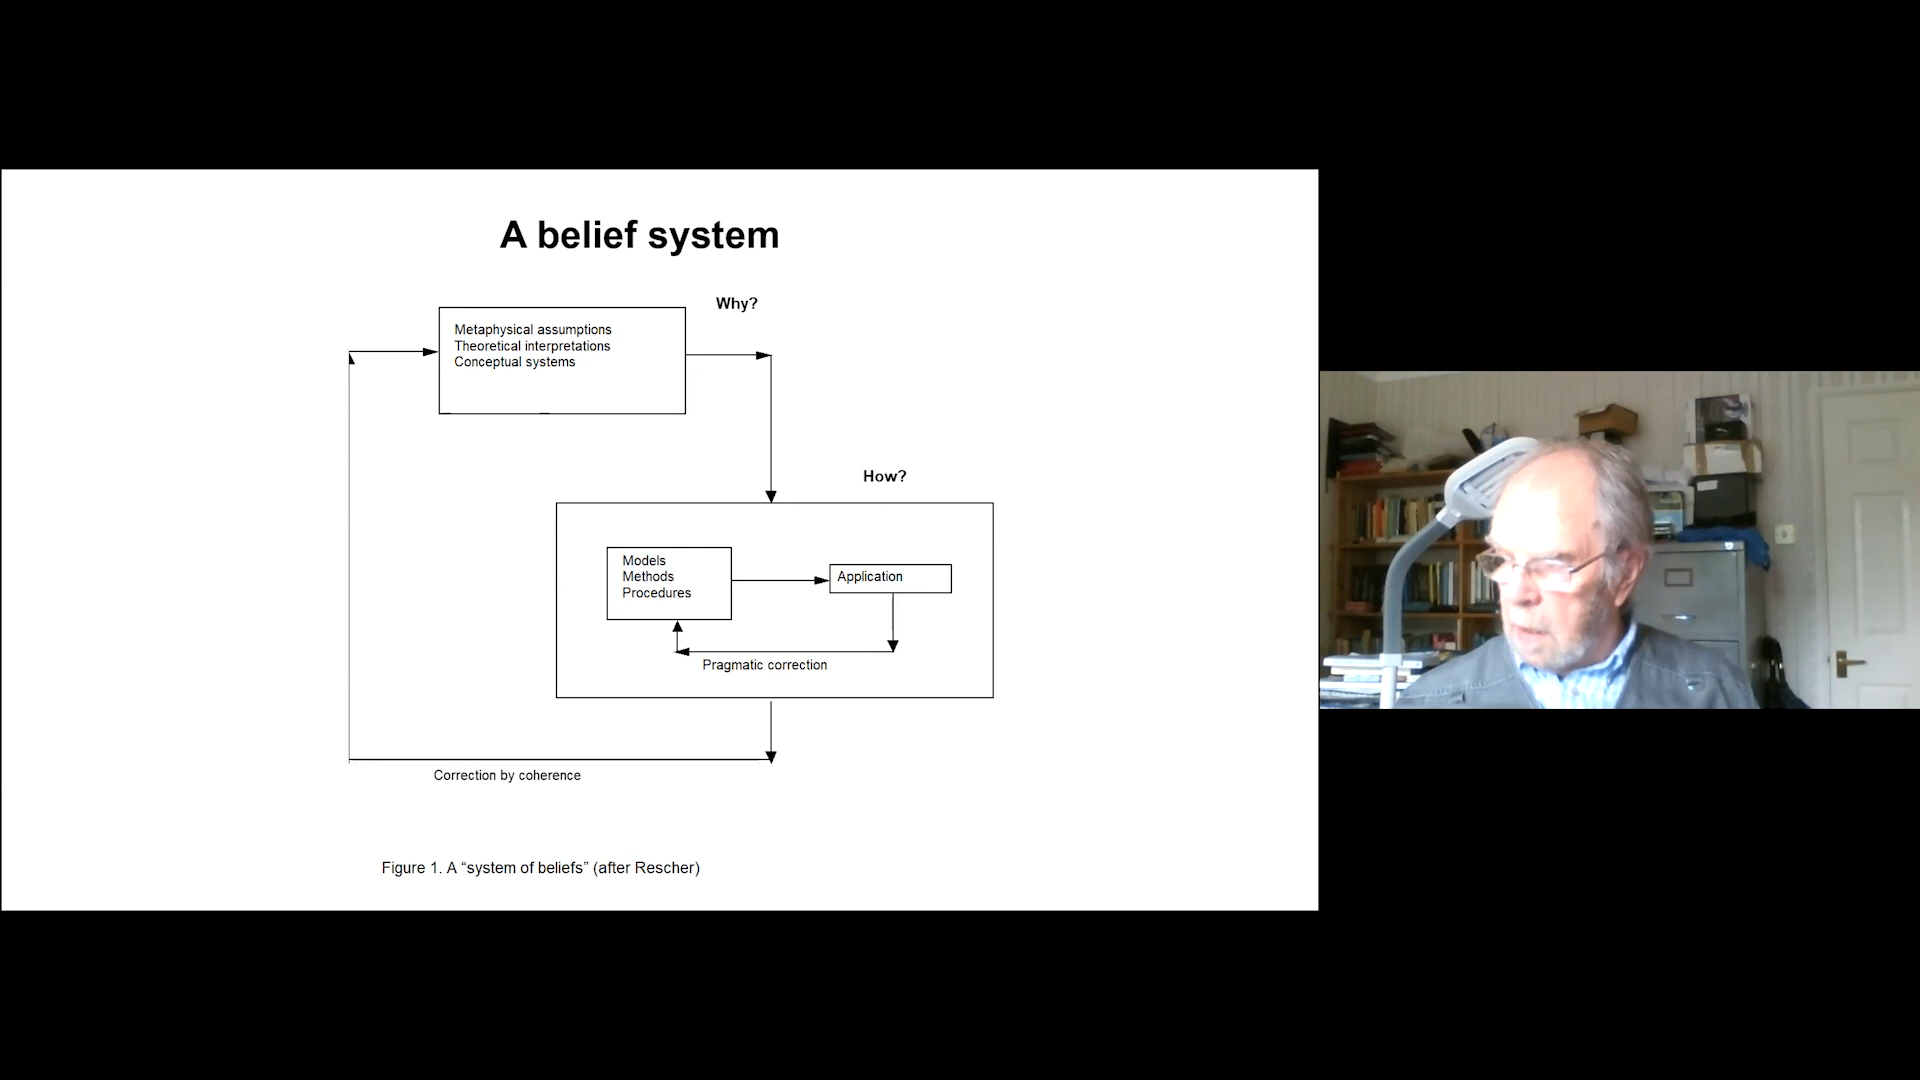 A belief system
Why?
Metaphysical assumptions
Theoretical interpretations
Conceptual systems
How?
Models
Methods
Procedures
Application
Pragmatic correction
Correction by coherence
Figure 1. A “system of beliefs” (after Rescher)